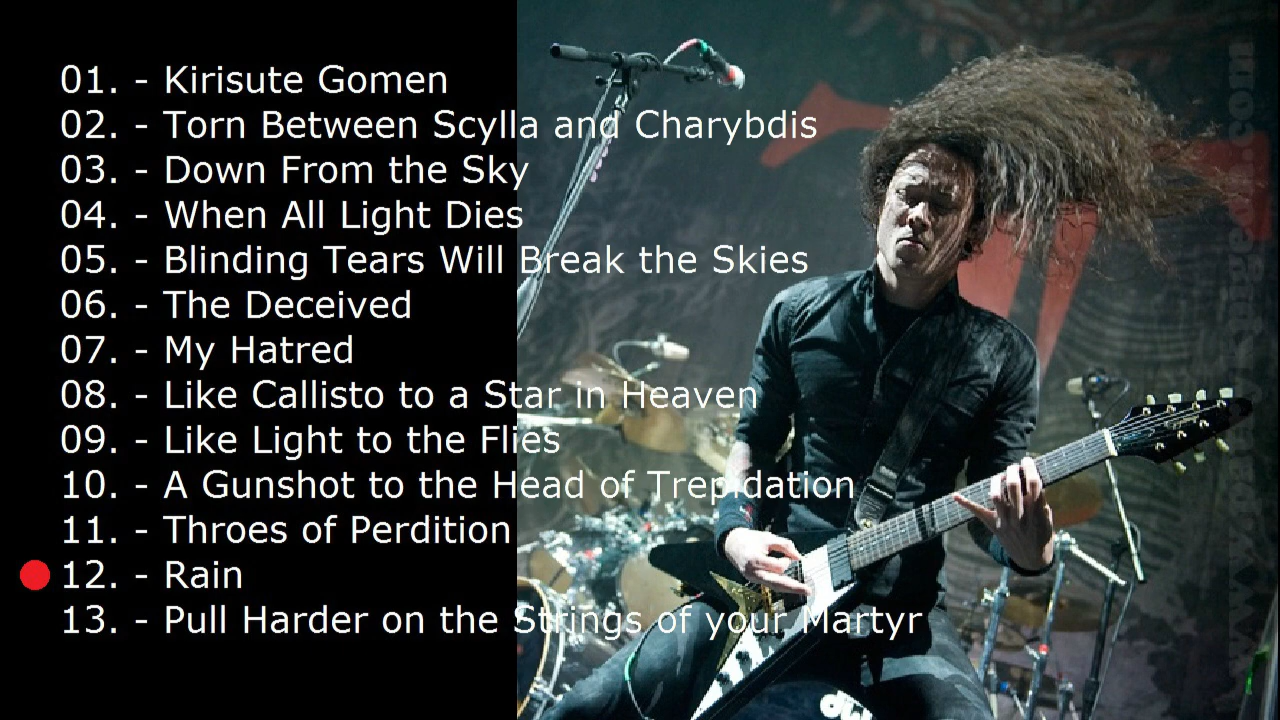 01. - Kirisute Gomen
02. - Torn Between Scylla and Charybdis
03. - Down From the Sky
04. - When All Light Dies
05. - Blinding Tears Will Break the Skies
06. - The Deceived
07. - My Hatred
08. - Like Callisto to a Star in Heaven
09. - Like Light to the Flies
10. - A Gunshot to the Head of Trepidation
11. - Throes of Perdition
12. - Rain
13. - Pull Harder on the Strings of your Martyr